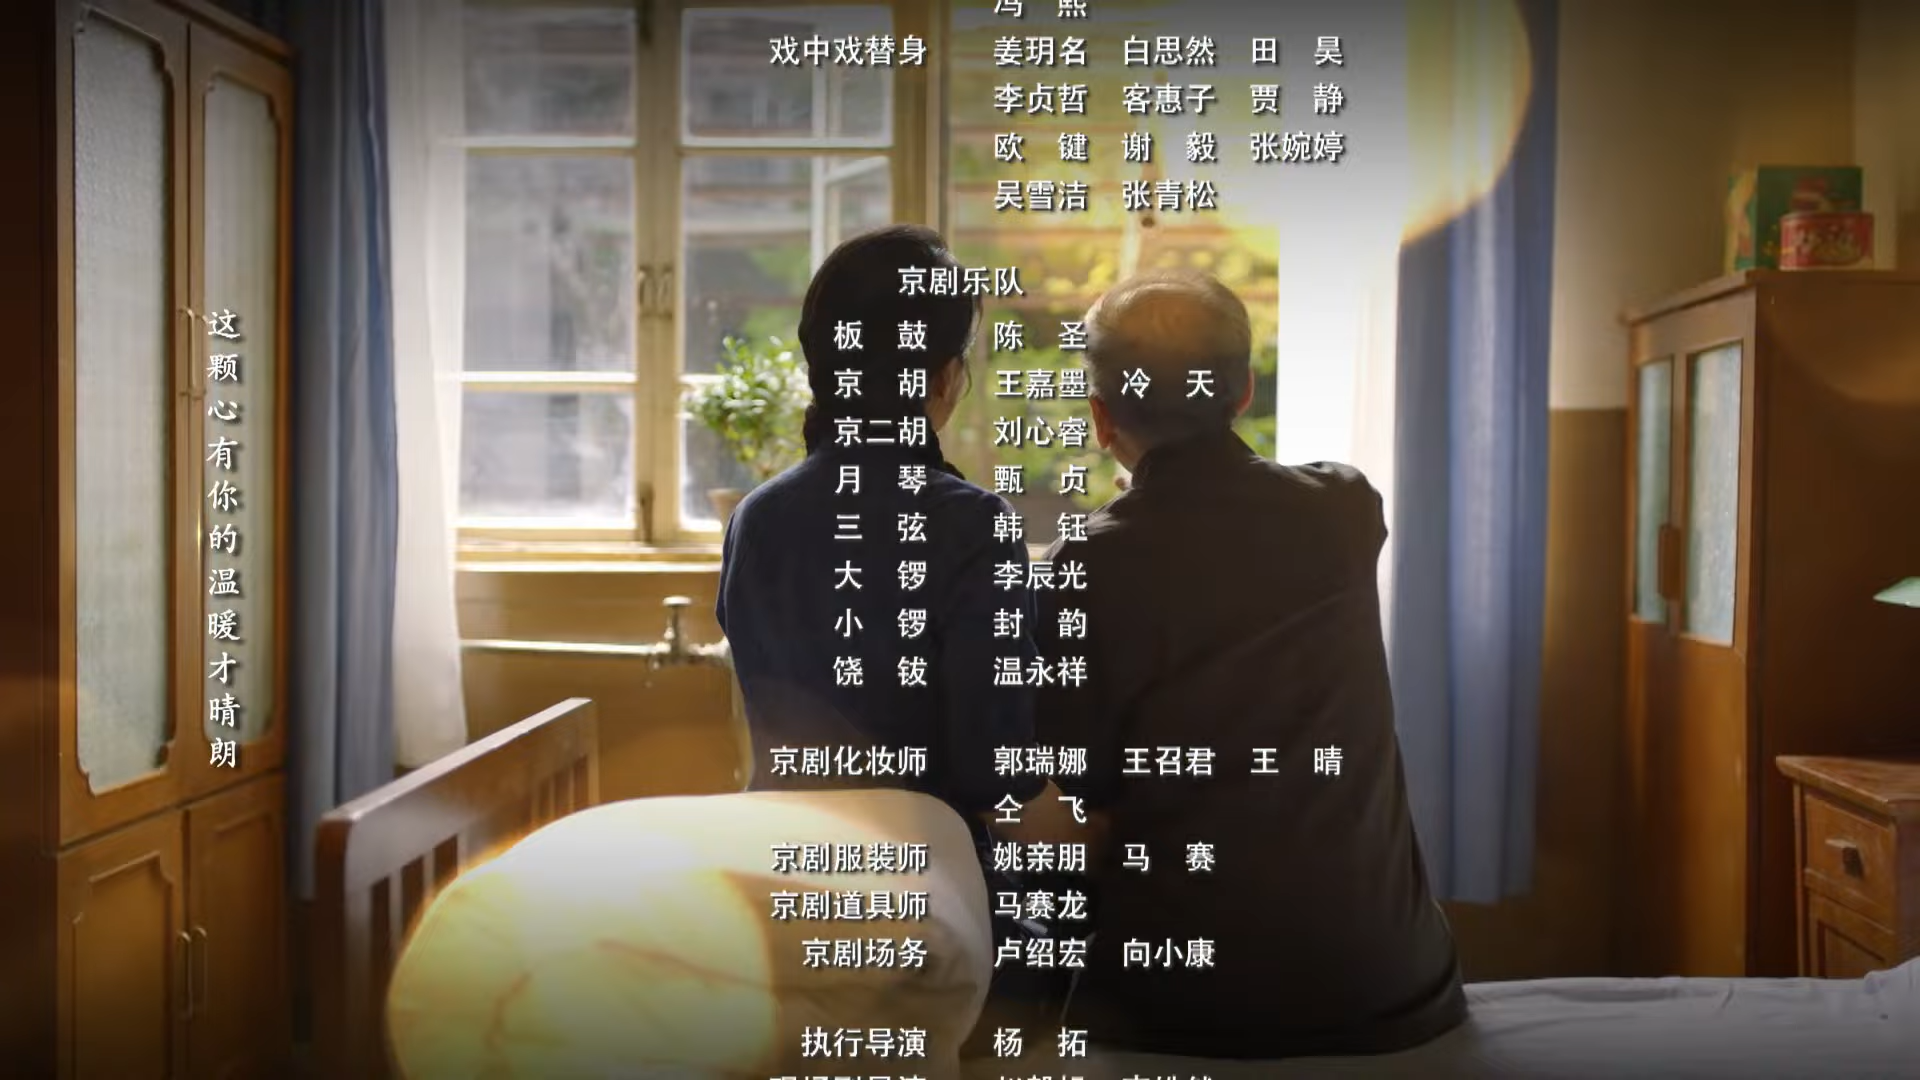 冯　熙
戏中戏替身　姜玥名　白思然　田　昊
李贞哲　客惠子　贾　静
欧　键　谢　毅　张婉婷
吴雪洁　张青松
京剧乐队
板　鼓　陈　圣
京　胡　王嘉墨　冷　天
京二胡　刘心睿
月　琴　甄　贞
三　弦　韩　钰
大　锣　李辰光
小　锣　封　韵
饶　钹　温永祥
京剧化妆师　郭瑞娜　王召君　王　晴
仝　飞
京剧服装师　姚亲朋　马　赛
京剧道具师　马赛龙
京剧场务　卢绍宏　向小康
执行导演　杨　拓
这颗心有你的温暖才晴朗